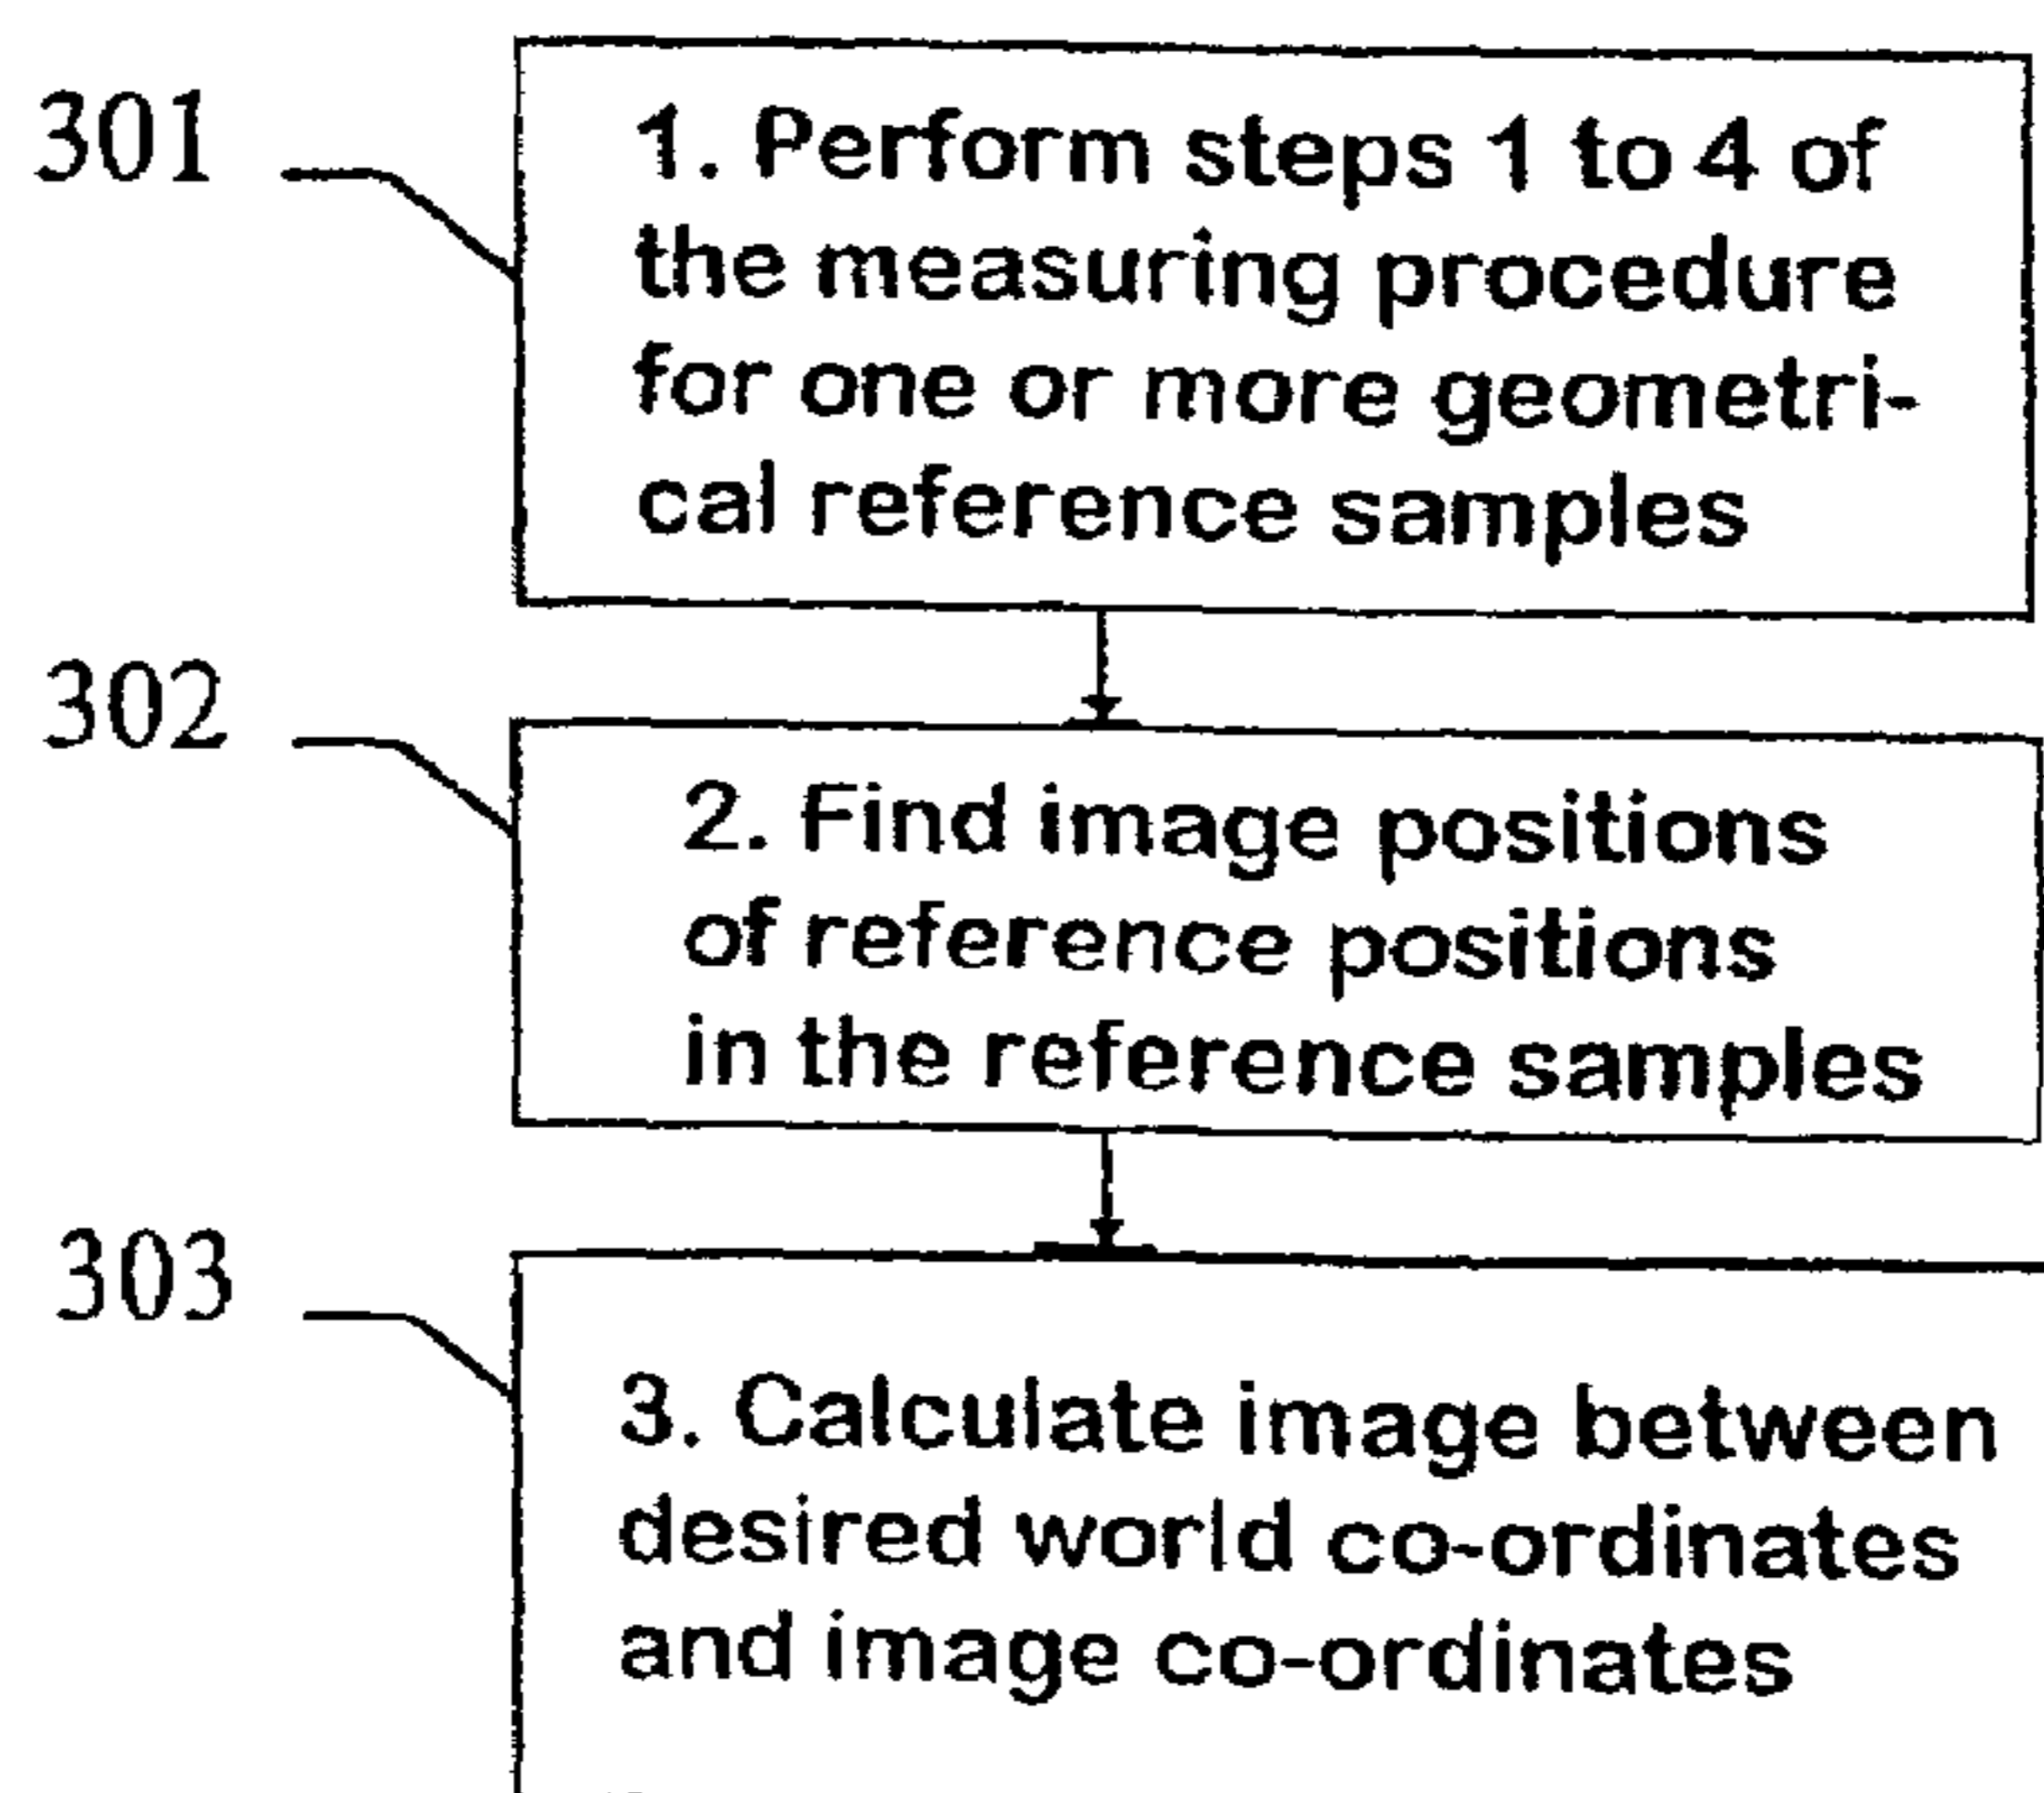 301
1. Perform steps 1 to 4 of
the measuring procedure
for one or more geometri-
cal reference samples
302
2. Find image positions
of reference positions
in the reference samples
303
3. Calculate image between
desired world co-ordinates
and image co-ordinates